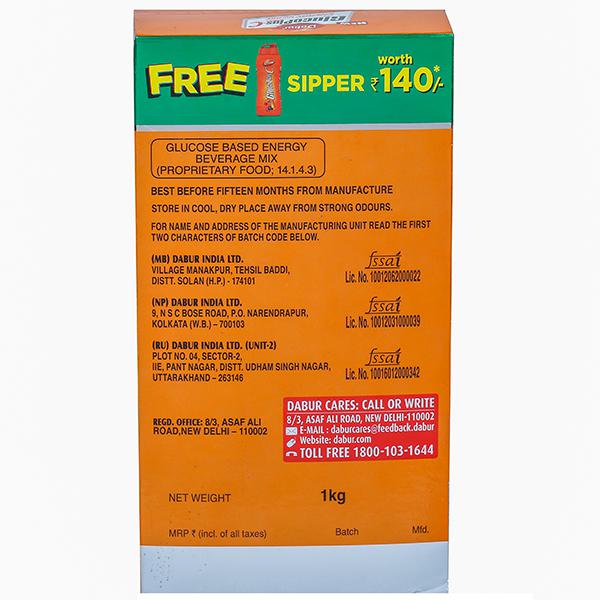 Dabur
GlucoPlus-C
FREE
SIPPER
worth
₹140*/-
GLUCOSE BASED ENERGY
BEVERAGE MIX
(PROPRIETARY FOOD; 14.1.4.3)
BEST BEFORE FIFTEEN MONTHS FROM MANUFACTURE
STORE IN COOL, DRY PLACE AWAY FROM STRONG ODOURS.
FOR NAME AND ADDRESS OF THE MANUFACTURING UNIT READ THE FIRST
TWO CHARACTERS OF BATCH CODE BELOW.
(MB) DABUR INDIA LTD.
VILLAGE MANAKPUR, TEHSIL BADDI,
DISTT. SOLAN (H.P.) - 174101
fssai
Lic. No. 10012062000022
(NP) DABUR INDIA LTD.
9, N S C BOSE ROAD, P.O. NARENDRAPUR,
KOLKATA (W.B.) – 700103
fssai
Lic. No. 10012031000039
(RU) DABUR INDIA LTD. (UNIT-2)
PLOT NO. 04, SECTOR-2,
IIE, PANT NAGAR, DISTT. UDHAM SINGH NAGAR,
UTTARAKHAND – 263146
fssai
Lic. No. 10016012000342
REGD. OFFICE: 8/3, ASAF ALI
ROAD, NEW DELHI – 110002
DABUR CARES: CALL OR WRITE
8/3, ASAF ALI ROAD, NEW DELHI-110002
E-MAIL : daburcares@feedback.dabur
Website: dabur.com
TOLL FREE 1800-103-1644
NET WEIGHT 1kg
MRP ₹ (incl. of all taxes) Batch Mfd.